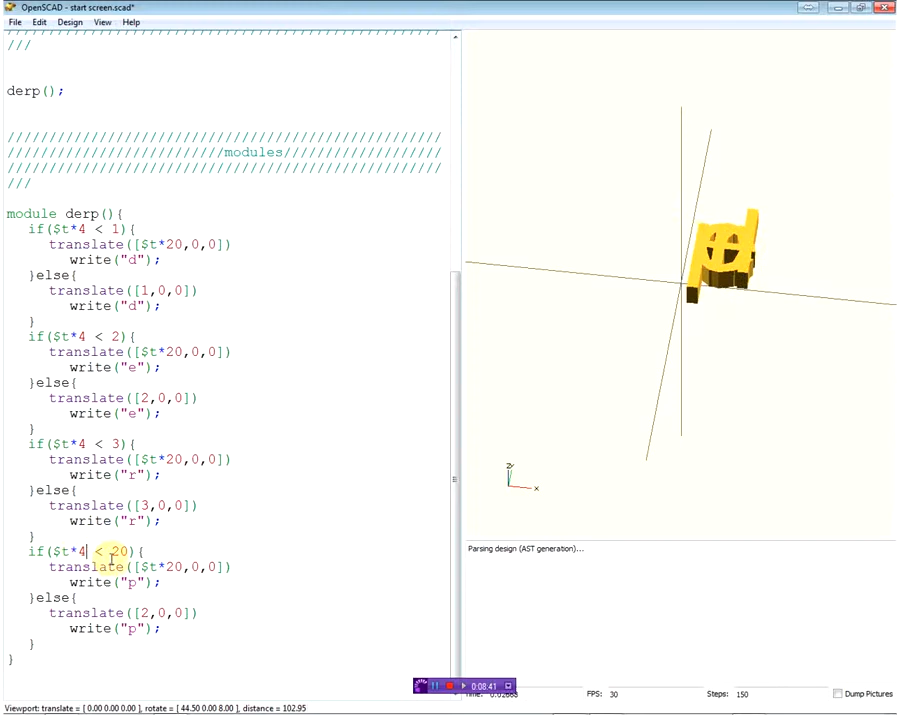 OpenSCAD - start screen.scad*
File Edit Design View Help
/////////////////////////////////////////////////////
///
derp();
/////////////////////////////////////////////////////
//////////////////////////modules///////////////////
/////////////////////////////////////////////////////
///
module derp(){
if($t*4 < 1){
translate([$t*20,0,0])
write("d");
}else{
translate([1,0,0])
write("d");
}
if($t*4 < 2){
translate([$t*20,0,0])
write("e");
}else{
translate([2,0,0])
write("e");
}
if($t*4 < 3){
translate([$t*20,0,0])
write("r");
}else{
translate([3,0,0])
write("r");
}
if($t*4 < 20){
translate([$t*20,0,0])
write("p");
}else{
translate([2,0,0])
write("p");
}
}
Z
x
Parsing design (AST generation)...
0:08:41
FPS: 30 Steps: 150 Dump Pictures
Viewport: translate = [ 0.00 0.00 0.00 ], rotate = [ 44.50 0.00 8.00 ], distance = 102.95